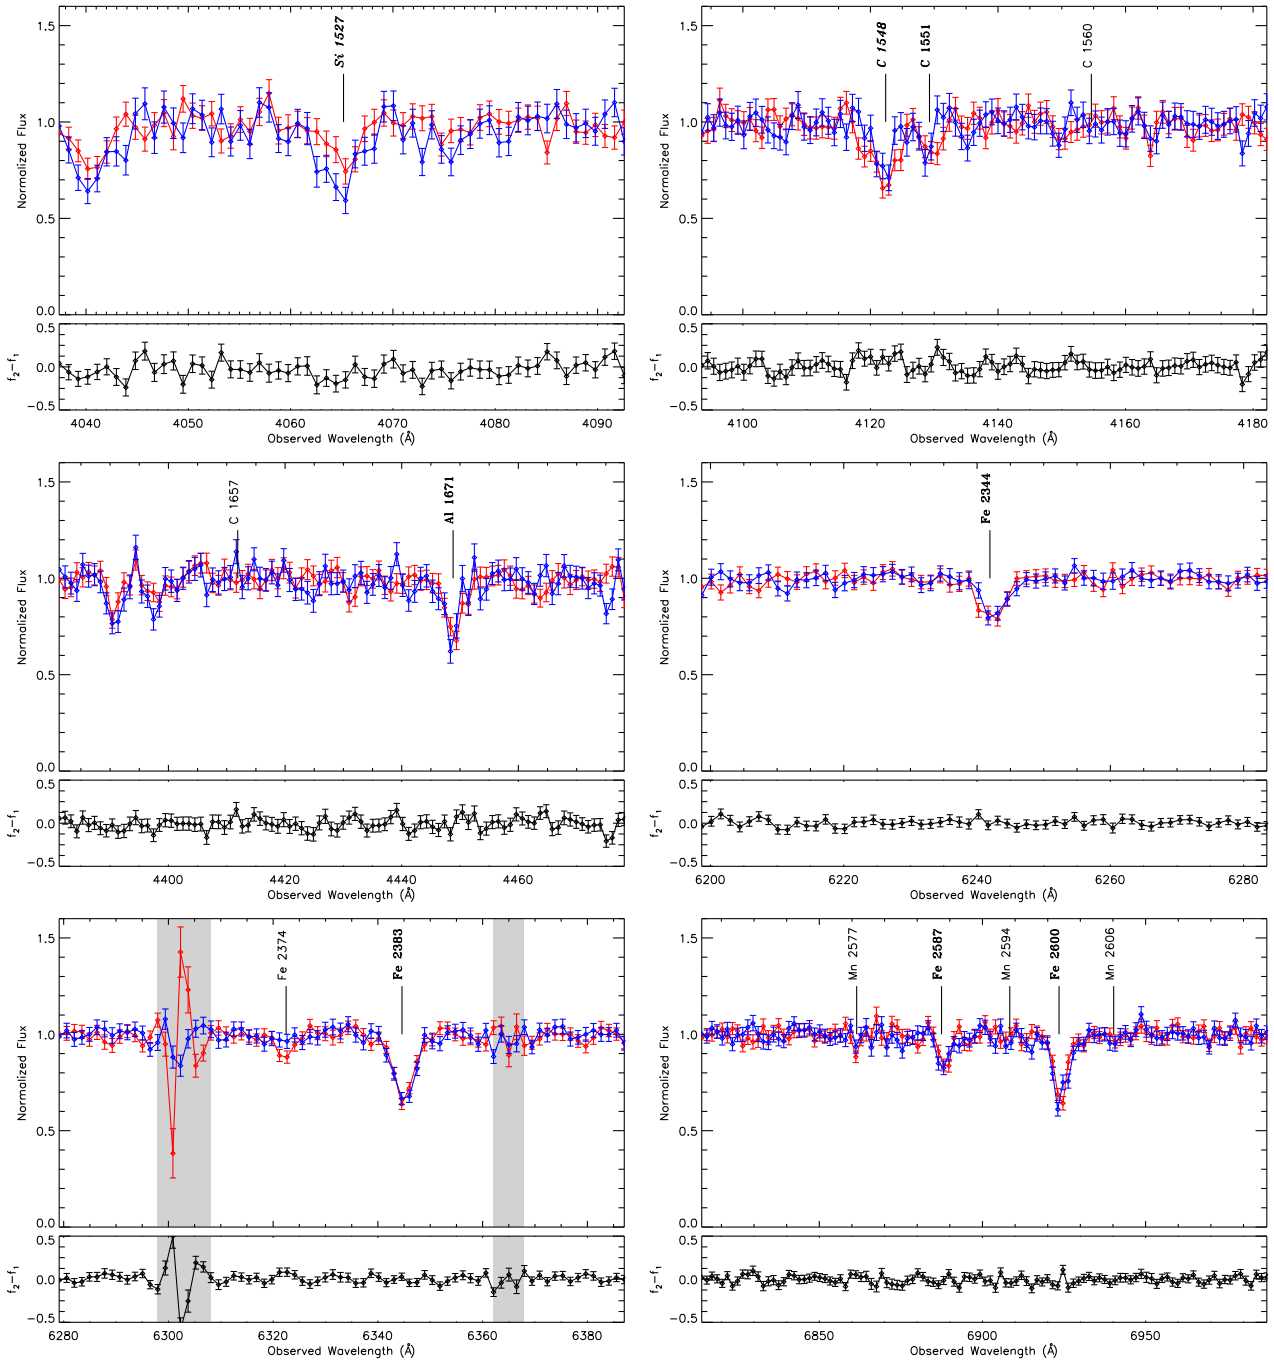 1.5
1.0
0.5
0.0
Normalized Flux
Si 1527
0.5
0.0
−0.5
f2−f1
4040 4050 4060 4070 4080 4090
Observed Wavelength (Å)
1.5
1.0
0.5
0.0
Normalized Flux
C 1548
C 1551
C 1560
0.5
0.0
−0.5
f2−f1
4100 4120 4140 4160 4180
Observed Wavelength (Å)
1.5
1.0
0.5
0.0
Normalized Flux
C 1657
Al 1671
0.5
0.0
−0.5
f2−f1
4400 4420 4440 4460
Observed Wavelength (Å)
1.5
1.0
0.5
0.0
Normalized Flux
Fe 2344
0.5
0.0
−0.5
f2−f1
6200 6220 6240 6260 6280
Observed Wavelength (Å)
1.5
1.0
0.5
0.0
Normalized Flux
Fe 2374
Fe 2383
0.5
0.0
−0.5
f2−f1
6280 6300 6320 6340 6360 6380
Observed Wavelength (Å)
1.5
1.0
0.5
0.0
Normalized Flux
Mn 2577
Fe 2587
Mn 2594
Fe 2600
Mn 2606
0.5
0.0
−0.5
f2−f1
6850 6900 6950
Observed Wavelength (Å)